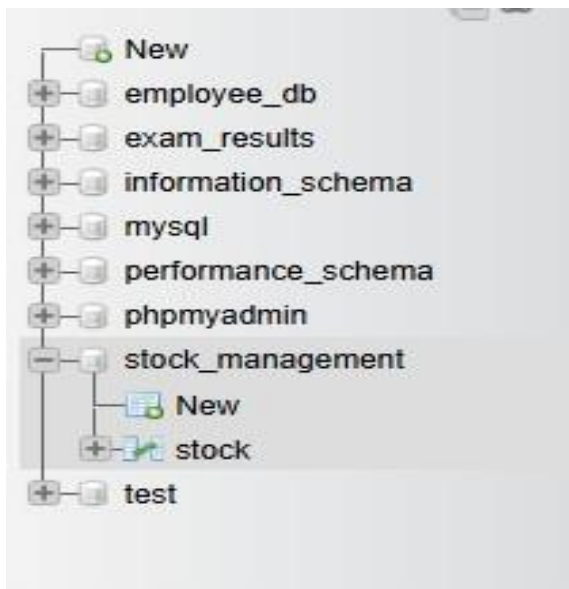 New
employee_db
exam_results
information_schema
mysql
performance_schema
phpmyadmin
stock_management
New
stock
test